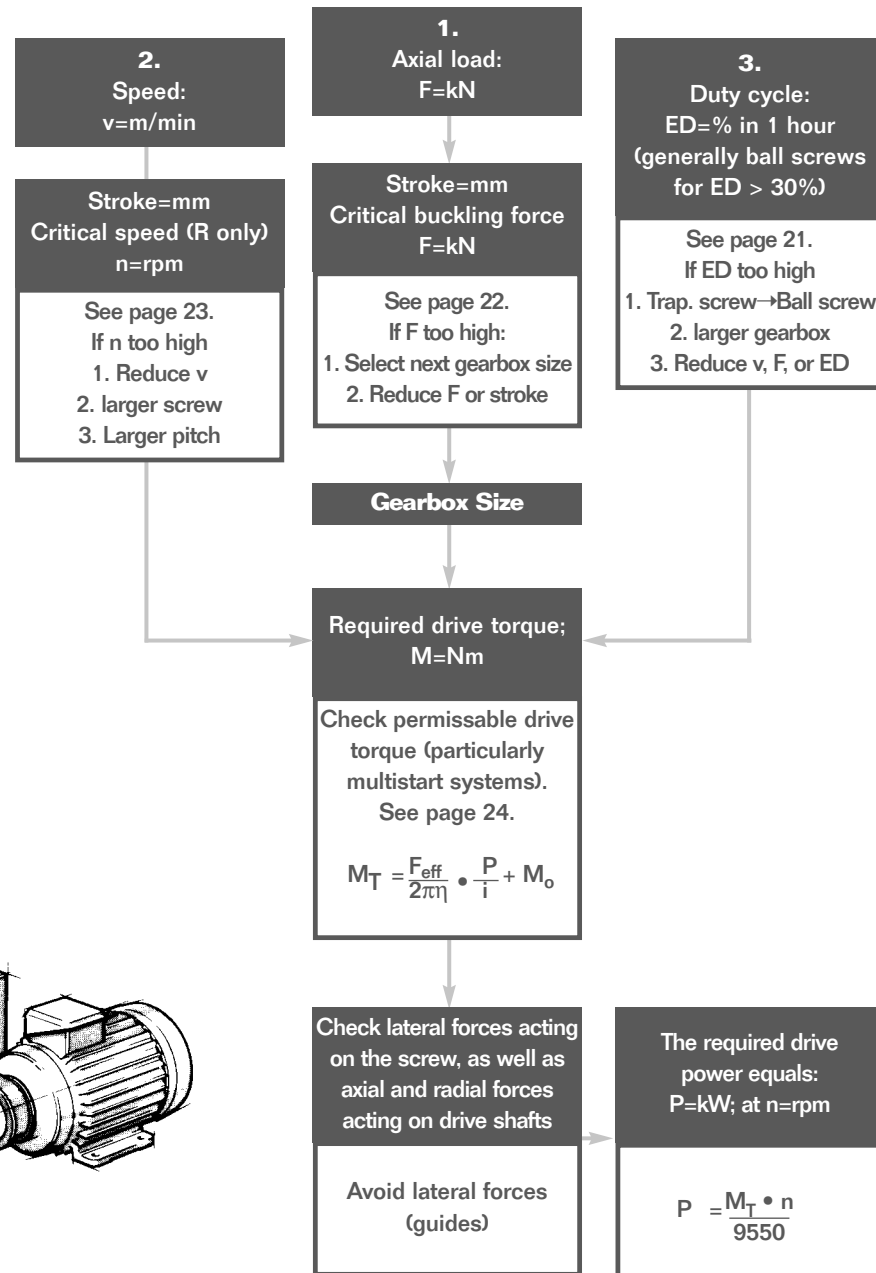 2.
Speed:
v=m/min
Stroke=mm
Critical speed (R only)
n=rpm
See page 23.
If n too high
1. Reduce v
2. larger screw
3. Larger pitch
1.
Axial load:
F=kN
Stroke=mm
Critical buckling force
F=kN
See page 22.
If F too high:
1. Select next gearbox size
2. Reduce F or stroke
Gearbox Size
3.
Duty cycle:
ED=% in 1 hour
(generally ball screws
for ED > 30%)
See page 21.
If ED too high
1. Trap. screw→Ball screw
2. larger gearbox
3. Reduce v, F, or ED
Required drive torque;
M=Nm
Check permissable drive
torque (particularly
multistart systems).
See page 24.
M_T = F_eff/2πη • P/i + M_o
Check lateral forces acting
on the screw, as well as
axial and radial forces
acting on drive shafts
Avoid lateral forces
(guides)
The required drive
power equals:
P=kW; at n=rpm
P = M_T • n/9550